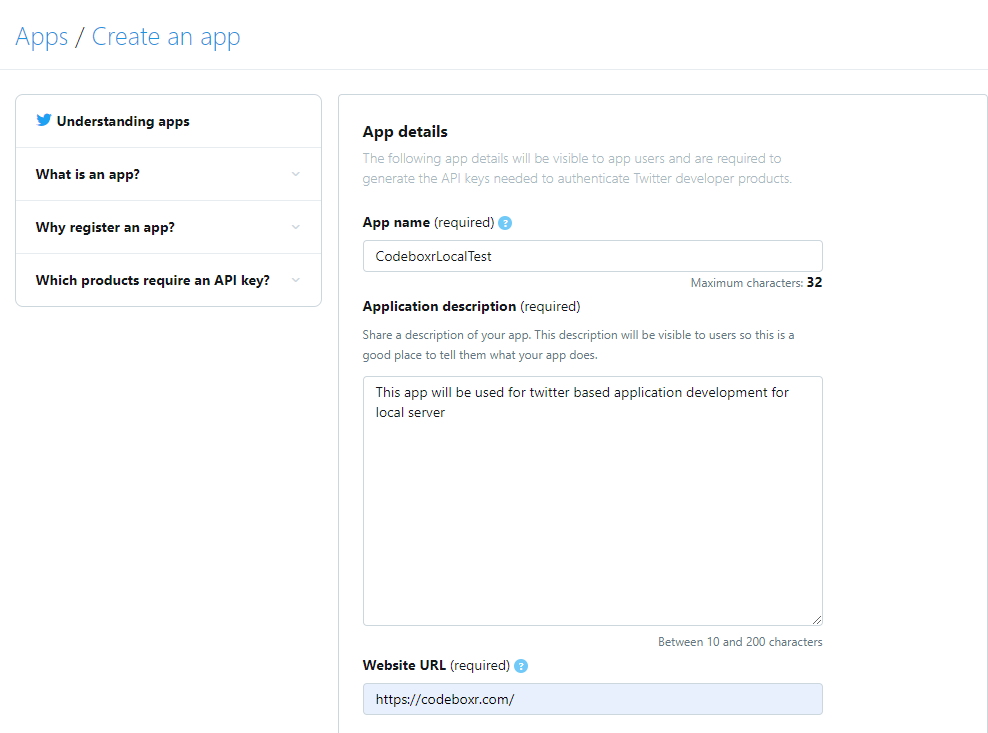 Apps / Create an app
Understanding apps
What is an app?
Why register an app?
Which products require an API key?
App details
The following app details will be visible to app users and are required to
generate the API keys needed to authenticate Twitter developer products.
App name (required) ?
CodeboxrLocalTest
Maximum characters: 32
Application description (required)
Share a description of your app. This description will be visible to users so this is a
good place to tell them what your app does.
This app will be used for twitter based application development for
local server
Between 10 and 200 characters
Website URL (required) ?
https://codeboxr.com/